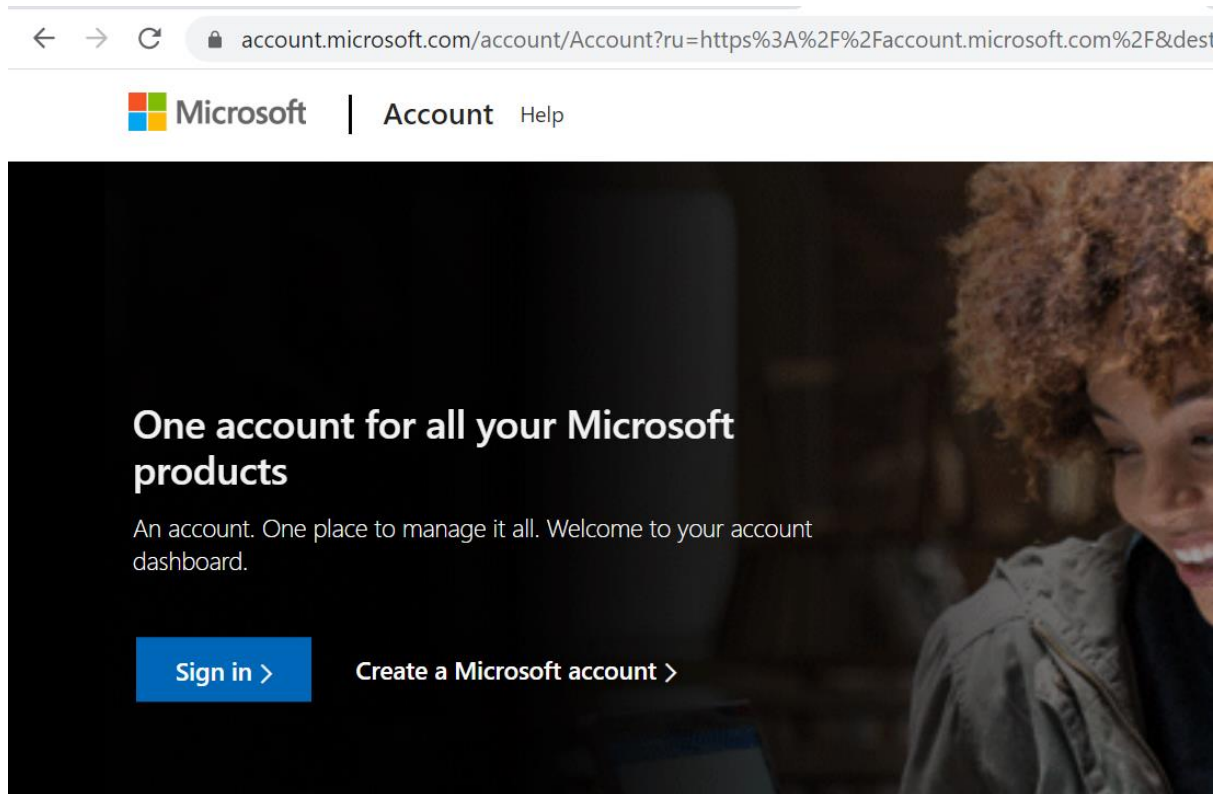 account.microsoft.com/account/Account?ru=https%3A%2F%2Faccount.microsoft.com%2F&dest
Microsoft | Account Help
One account for all your Microsoft
products
An account. One place to manage it all. Welcome to your account
dashboard.
Sign in > Create a Microsoft account >